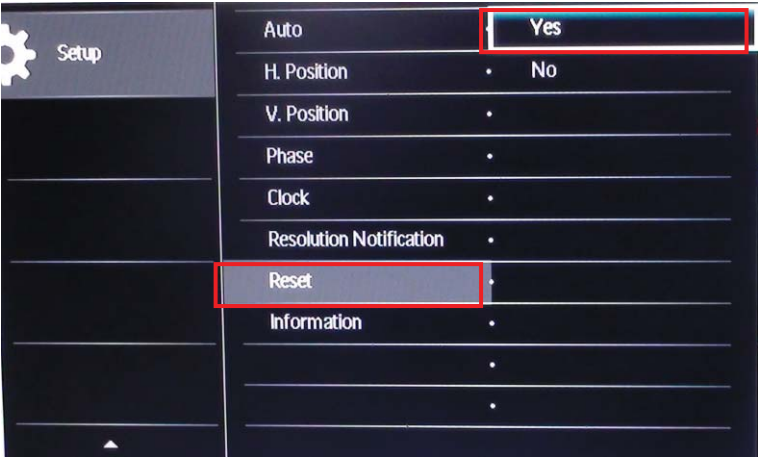 Setup
Auto
Yes
H. Position
No
V. Position
Phase
Clock
Resolution Notification
Reset
Information